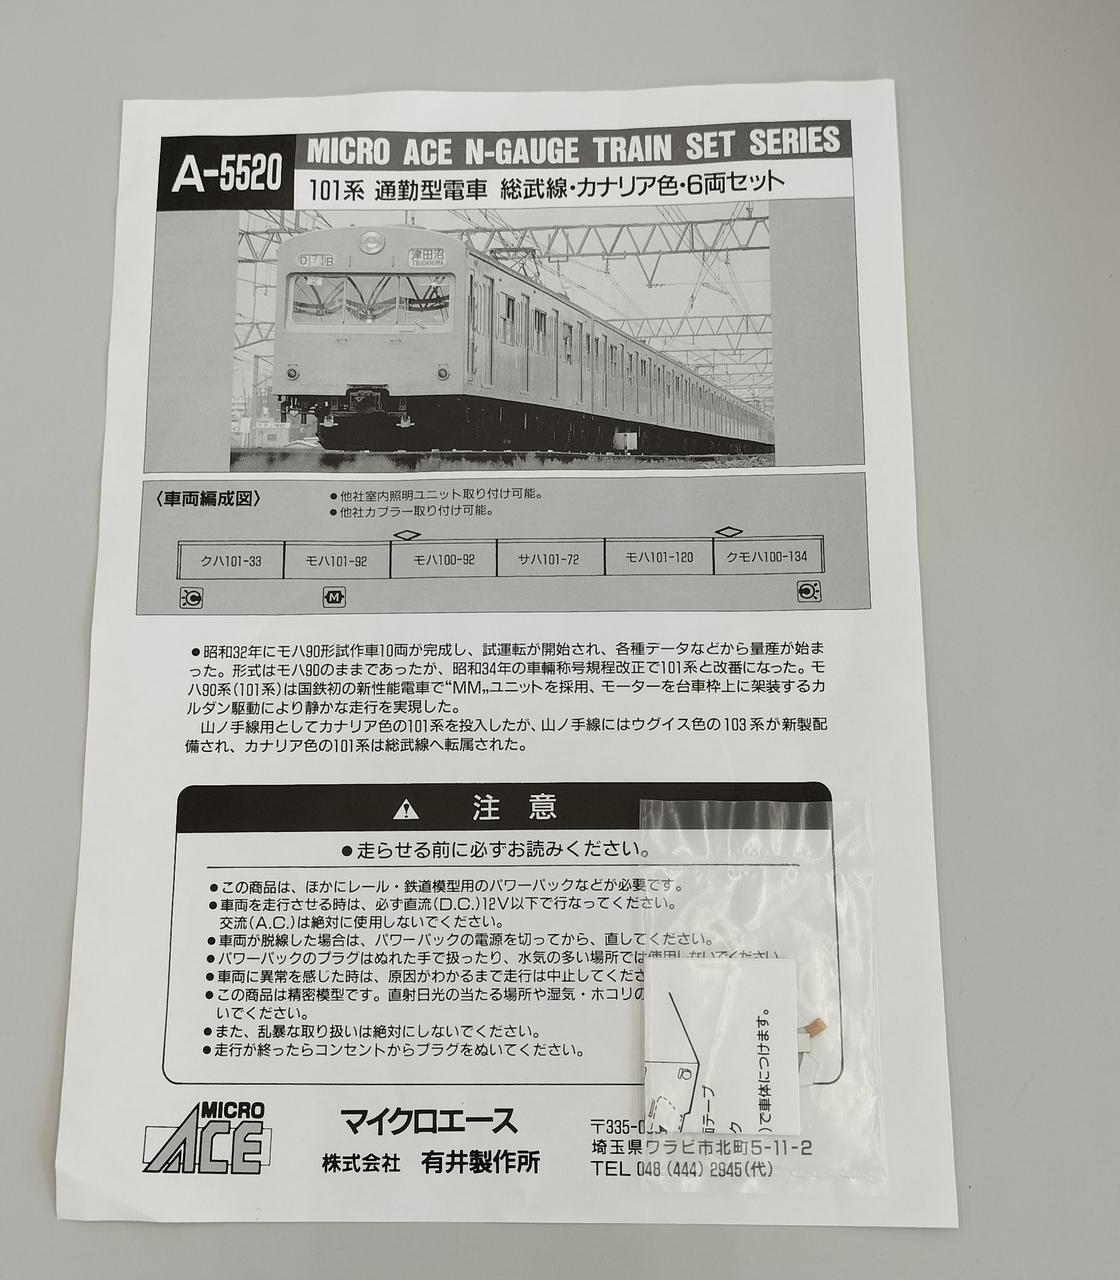 A-5520
MICRO ACE N-GAUGE TRAIN SET SERIES
101系 通勤型電車 総武線・カナリア色・6両セット
津田沼
TSUDANUMA
〈車両編成図〉
●他社室内照明ユニット取り付け可能。
●他社カプラー取り付け可能。
クハ101-33 モハ101-92 モハ100-92 サハ101-72 モハ101-120 クモハ100-134
M
●昭和32年にモハ90形試作車10両が完成し、試運転が開始され、各種データなどから量産が始ま
った。形式はモハ90のままであったが、昭和34年の車輛称号規程改正で101系と改番になった。モ
ハ90系(101系)は国鉄初の新性能電車で“MM„ユニットを採用、モーターを台車枠上に架装するカ
ルダン駆動により静かな走行を実現した。
山ノ手線用としてカナリア色の101系を投入したが、山ノ手線にはウグイス色の103系が新製配
備され、カナリア色の101系は総武線へ転属された。
注意
●走らせる前に必ずお読みください。
●この商品は、ほかにレール・鉄道模型用のパワーパックなどが必要です。
●車両を走行させる時は、必ず直流(D.C.)12V以下で行なってください。
交流(A.C.)は絶対に使用しないでください。
●車両が脱線した場合は、パワーパックの電源を切ってから、直してください。
●パワーパックのプラグはぬれた手で扱ったり、水気の多い場所では使用しないでください。
●車両に異常を感じた時は、原因がわかるまで走行は中止してくださ
●この商品は精密模型です。直射日光の当たる場所や湿気・ホコリの
いでください。
●また、乱暴な取り扱いは絶対にしないでください。
●走行が終ったらコンセントからプラグをぬいてください。
)で車体につけます。
テープ
ク
MICRO
ACE
マイクロエース
株式会社 有井製作所
〒335-0
埼玉県ワラビ市北町5-11-2
TEL 048(444)2945(代)